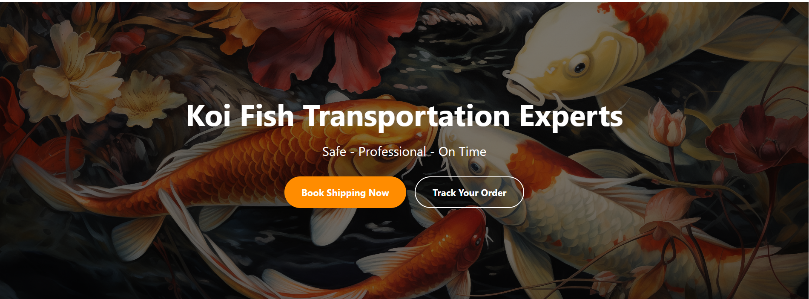 Koi Fish Transportation Experts
Safe - Professional - On Time
Book Shipping Now
Track Your Order